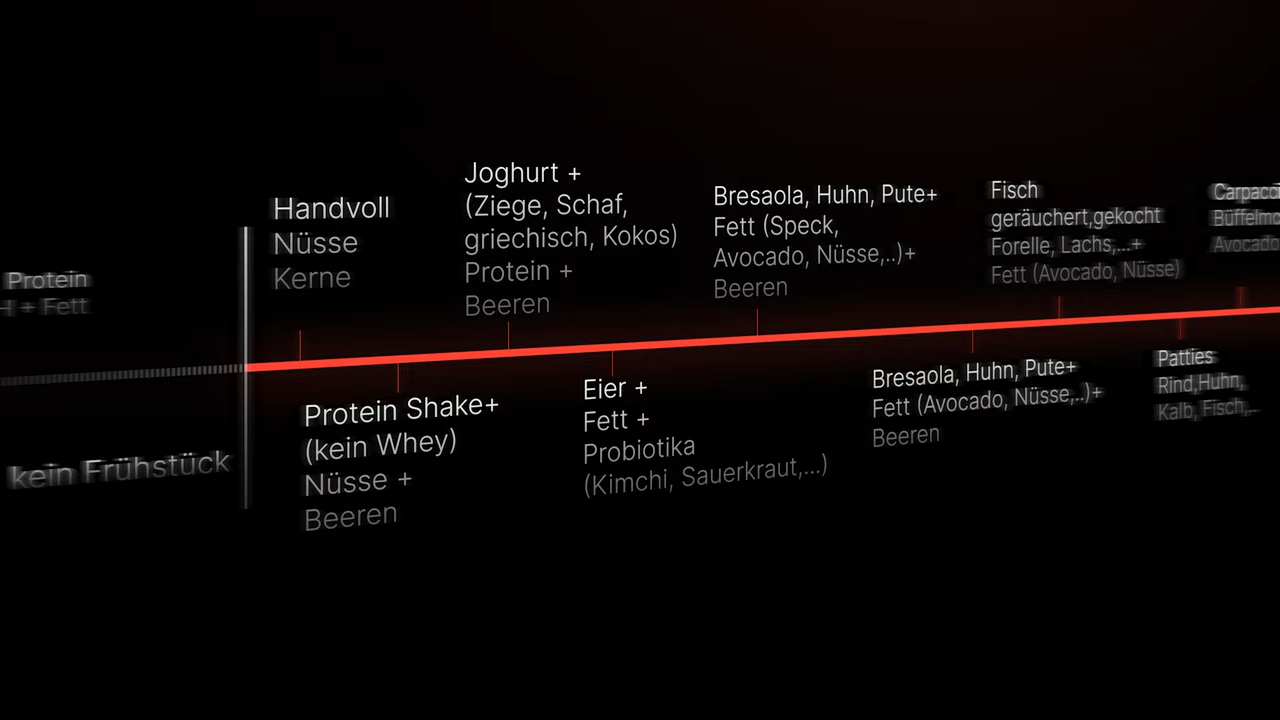 Protein
+ Fett
kein Frühstück
Handvoll
Nüsse
Kerne
Protein Shake+
(kein Whey)
Nüsse +
Beeren
Joghurt +
(Ziege, Schaf,
griechisch, Kokos)
Protein +
Beeren
Eier +
Fett +
Probiotika
(Kimchi, Sauerkraut,...)
Bresaola, Huhn, Pute+
Fett (Speck,
Avocado, Nüsse,..)+
Beeren
Bresaola, Huhn, Pute+
Fett (Avocado, Nüsse,..)+
Beeren
Fisch
geräuchert,gekocht
Forelle, Lachs,...+
Fett (Avocado, Nüsse)
Patties
Rind,Huhn,
Kalb, Fisch,...
Avocado